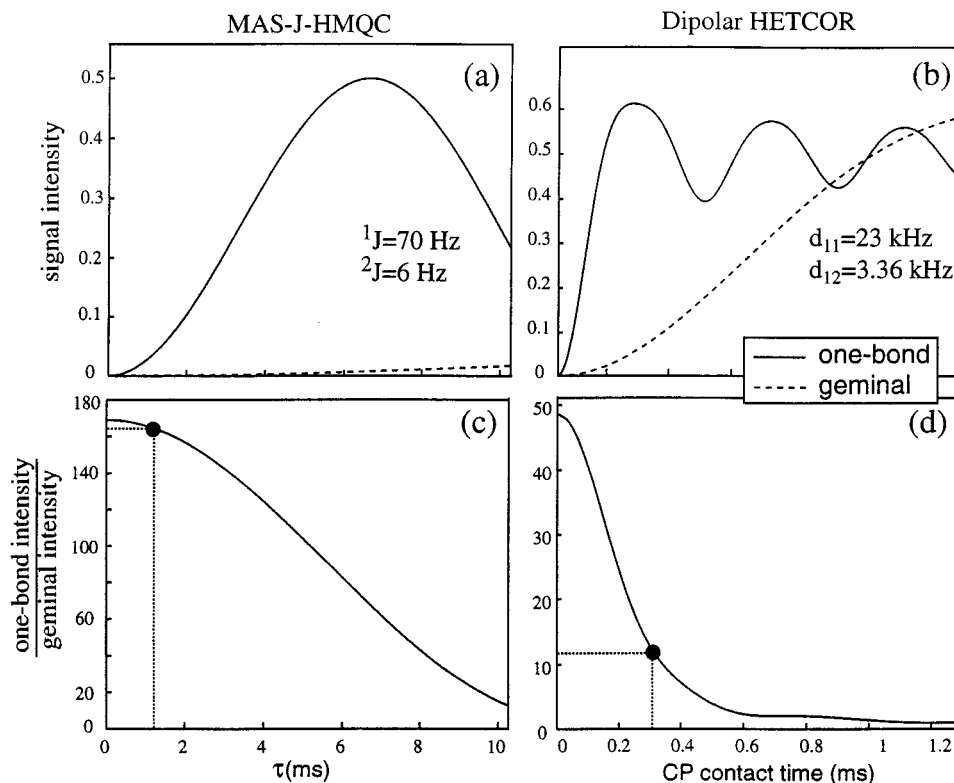 MAS-J-HMQC
Dipolar HETCOR
(a)
0.5
0.4
0.3
0.2
0.1
0
signal intensity
¹J=70 Hz
²J=6 Hz
(b)
0.6
0.5
0.4
0.3
0.2
0.1
0
d₁₁=23 kHz
d₁₂=3.36 kHz
one-bond
geminal
(c)
180
160
140
100
60
20
0
one-bond intensity
geminal intensity
0 2 4 6 8 10
τ(ms)
(d)
50
40
30
20
10
0
0 0.2 0.4 0.6 0.8 1 1.2
CP contact time (ms)